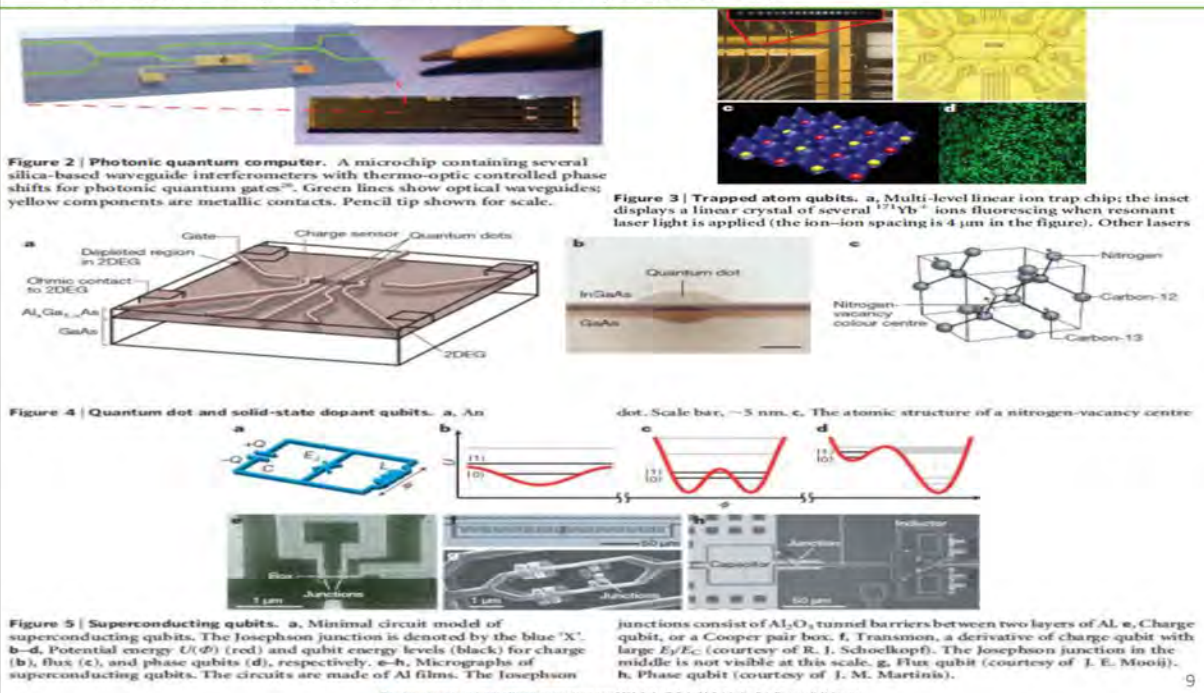 Figure 2 | Photonic quantum computer. A microchip containing several
silica-based waveguide interferometers with thermo-optic controlled phase
shifts for photonic quantum gates²⁰. Green lines show optical waveguides;
yellow components are metallic contacts. Pencil tip shown for scale.
c
d
Figure 3 | Trapped atom qubits. a, Multi-level linear ion trap chip; the inset
displays a linear crystal of several ¹⁷¹Yb⁺ ions fluorescing when resonant
laser light is applied (the ion–ion spacing is 4 μm in the figure). Other lasers
a
Gate
Charge sensor
Quantum dots
Depleted region
in 2DEG
Ohmic contact
to 2DEG
GaAs
2DEG
b
Quantum dot
InGaAs
GaAs
c
Nitrogen
Nitrogen-
vacancy
colour centre
Carbon-12
Carbon-13
Figure 4 | Quantum dot and solid-state dopant qubits. a, An
dot. Scale bar, ~5 nm. c, The atomic structure of a nitrogen-vacancy centre
a
+Q
–Q
C
E_J
L
b
U
|1⟩
|0⟩
c
|1⟩
|0⟩
d
|1⟩
|0⟩
e
Box
Junctions
1 μm
f
50 μm
g
Junctions
1 μm
h
Capacitor
Junction
Inductor
50 μm
Figure 5 | Superconducting qubits. a, Minimal circuit model of
superconducting qubits. The Josephson junction is denoted by the blue 'X'.
b–d, Potential energy U(Φ) (red) and qubit energy levels (black) for charge
(b), flux (c), and phase qubits (d), respectively. e–h, Micrographs of
superconducting qubits. The circuits are made of Al films. The Josephson
junctions consist of Al₂O₃ tunnel barriers between two layers of Al. e, Charge
qubit, or a Cooper pair box. f, Transmon, a derivative of charge qubit with
large E_J/E_C (courtesy of R. J. Schoelkopf). The Josephson junction in the
middle is not visible at this scale. g, Flux qubit (courtesy of J. E. Mooij).
h, Phase qubit (courtesy of J. M. Martinis).
9